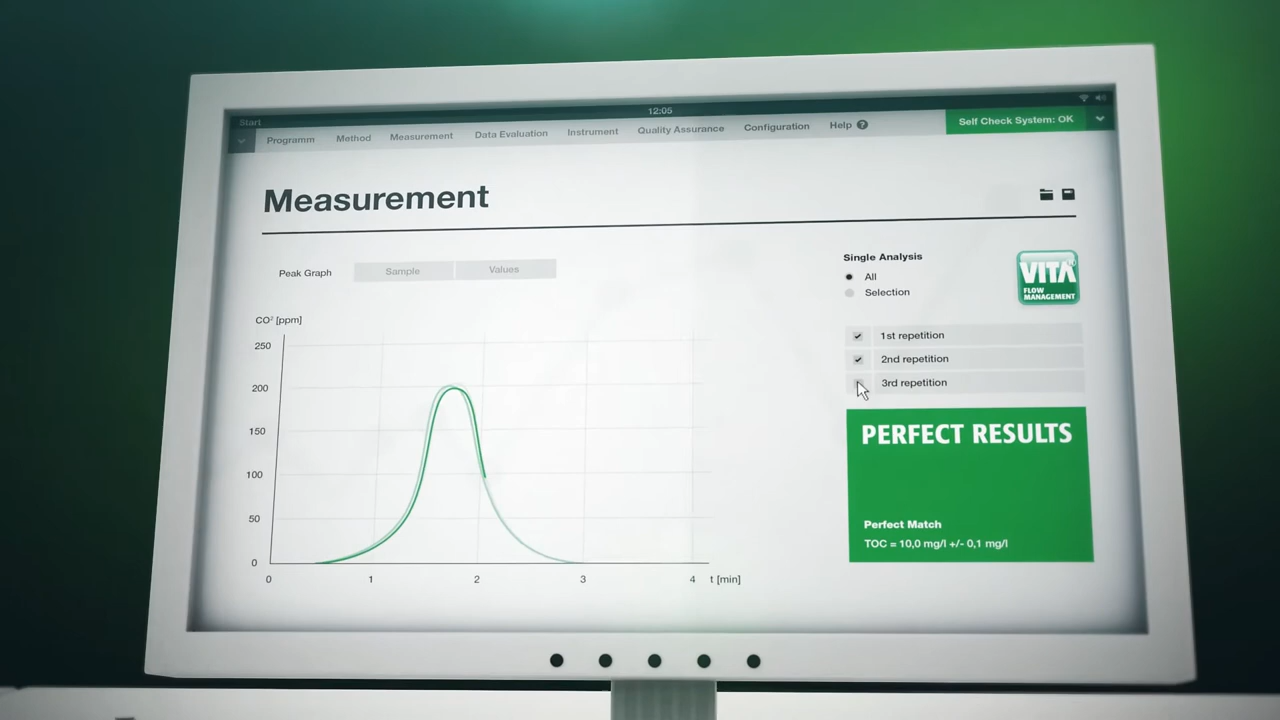 Start
12:05
Programm Method Measurement Data Evaluation Instrument Quality Assurance Configuration Help ?
Self Check System: OK
Measurement
Peak Graph Sample Values
Single Analysis
All
Selection
VITA®
FLOW
MANAGEMENT
1st repetition
2nd repetition
3rd repetition
PERFECT RESULTS
Perfect Match
TOC = 10,0 mg/l +/- 0,1 mg/l
CO² [ppm]
250
200
150
100
50
0
0 1 2 3 4 t [min]